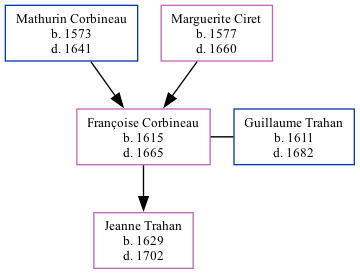 Mathurin Corbineau
b. 1573
d. 1641
Marguerite Ciret
b. 1577
d. 1660
Françoise Corbineau
b. 1615
d. 1665
Guillaume Trahan
b. 1611
d. 1682
Jeanne Trahan
b. 1629
d. 1702